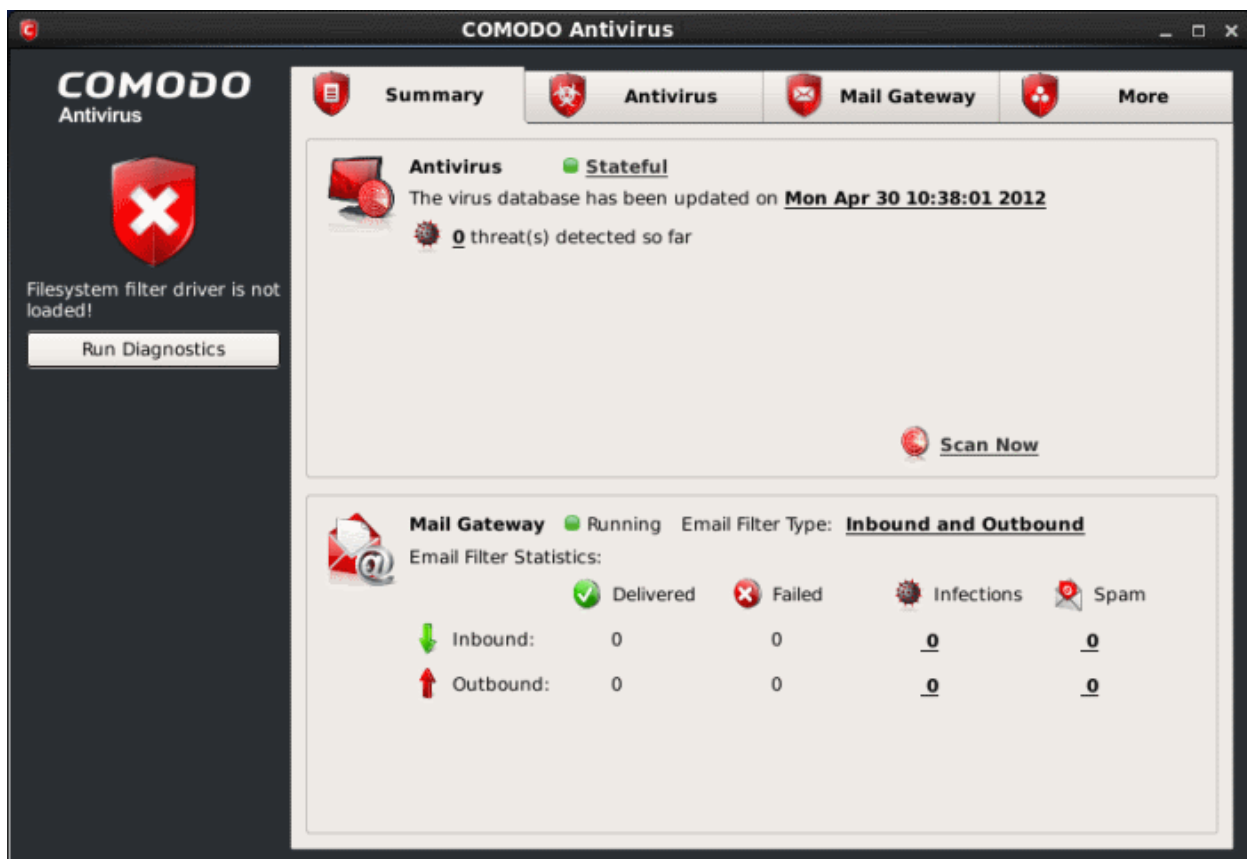 COMODO Antivirus
COMODO
Antivirus
Filesystem filter driver is not
loaded!
Run Diagnostics
Summary Antivirus Mail Gateway More
Antivirus Stateful
The virus database has been updated on Mon Apr 30 10:38:01 2012
0 threat(s) detected so far
Scan Now
Mail Gateway Running Email Filter Type: Inbound and Outbound
Email Filter Statistics:
Delivered Failed Infections Spam
Inbound: 0 0 0 0
Outbound: 0 0 0 0